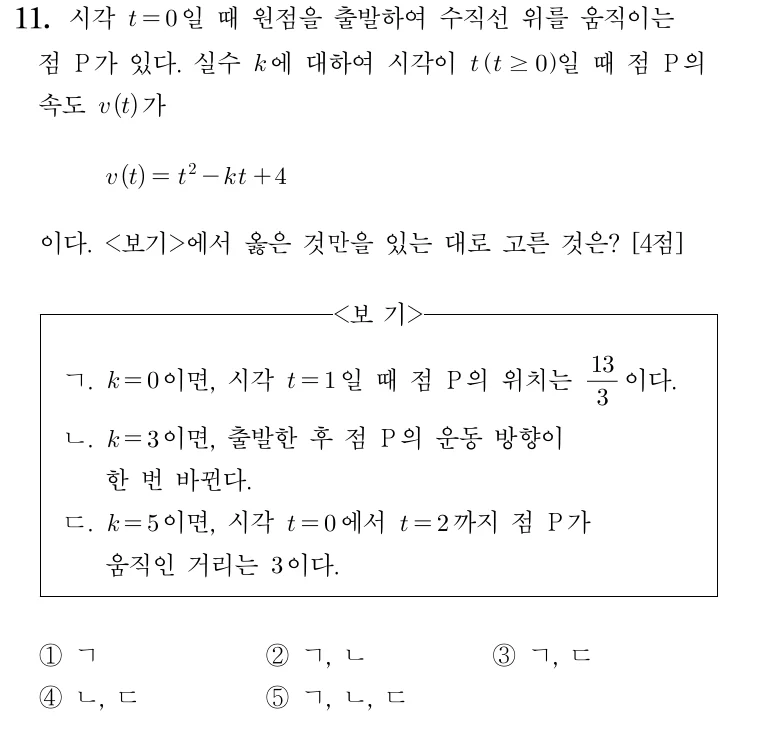 11. 시각 t=0일 때 원점을 출발하여 수직선 위를 움직이는
점 P가 있다. 실수 k에 대하여 시각이 t(t≥0)일 때 점 P의
속도 v(t)가
v(t)=t²-kt+4
이다. <보기>에서 옳은 것만을 있는 대로 고른 것은? [4점]
<보 기>
ㄱ. k=0이면, 시각 t=1일 때 점 P의 위치는 13/3 이다.
ㄴ. k=3이면, 출발한 후 점 P의 운동 방향이
한 번 바뀐다.
ㄷ. k=5이면, 시각 t=0에서 t=2까지 점 P가
움직인 거리는 3이다.
① ㄱ ② ㄱ, ㄴ ③ ㄱ, ㄷ
④ ㄴ, ㄷ ⑤ ㄱ, ㄴ, ㄷ